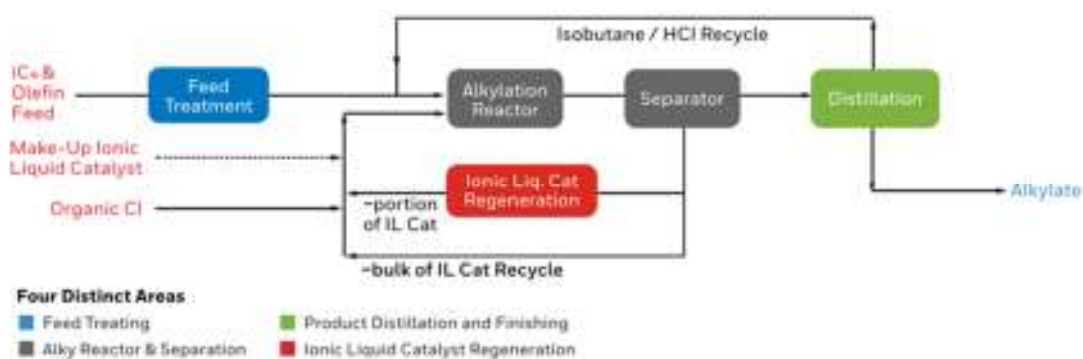 Isobutane / HCl Recycle
iC₄ &
Olefin
Feed
Feed
Treatment
Alkylation
Reactor
Separator
Distillation
Make-Up Ionic
Liquid Catalyst
Organic Cl
Ionic Liq. Cat
Regeneration
~portion
of IL Cat
Alkylate
~bulk of IL Cat Recycle
Four Distinct Areas
Feed Treating
Product Distillation and Finishing
Alky Reactor & Separation
Ionic Liquid Catalyst Regeneration